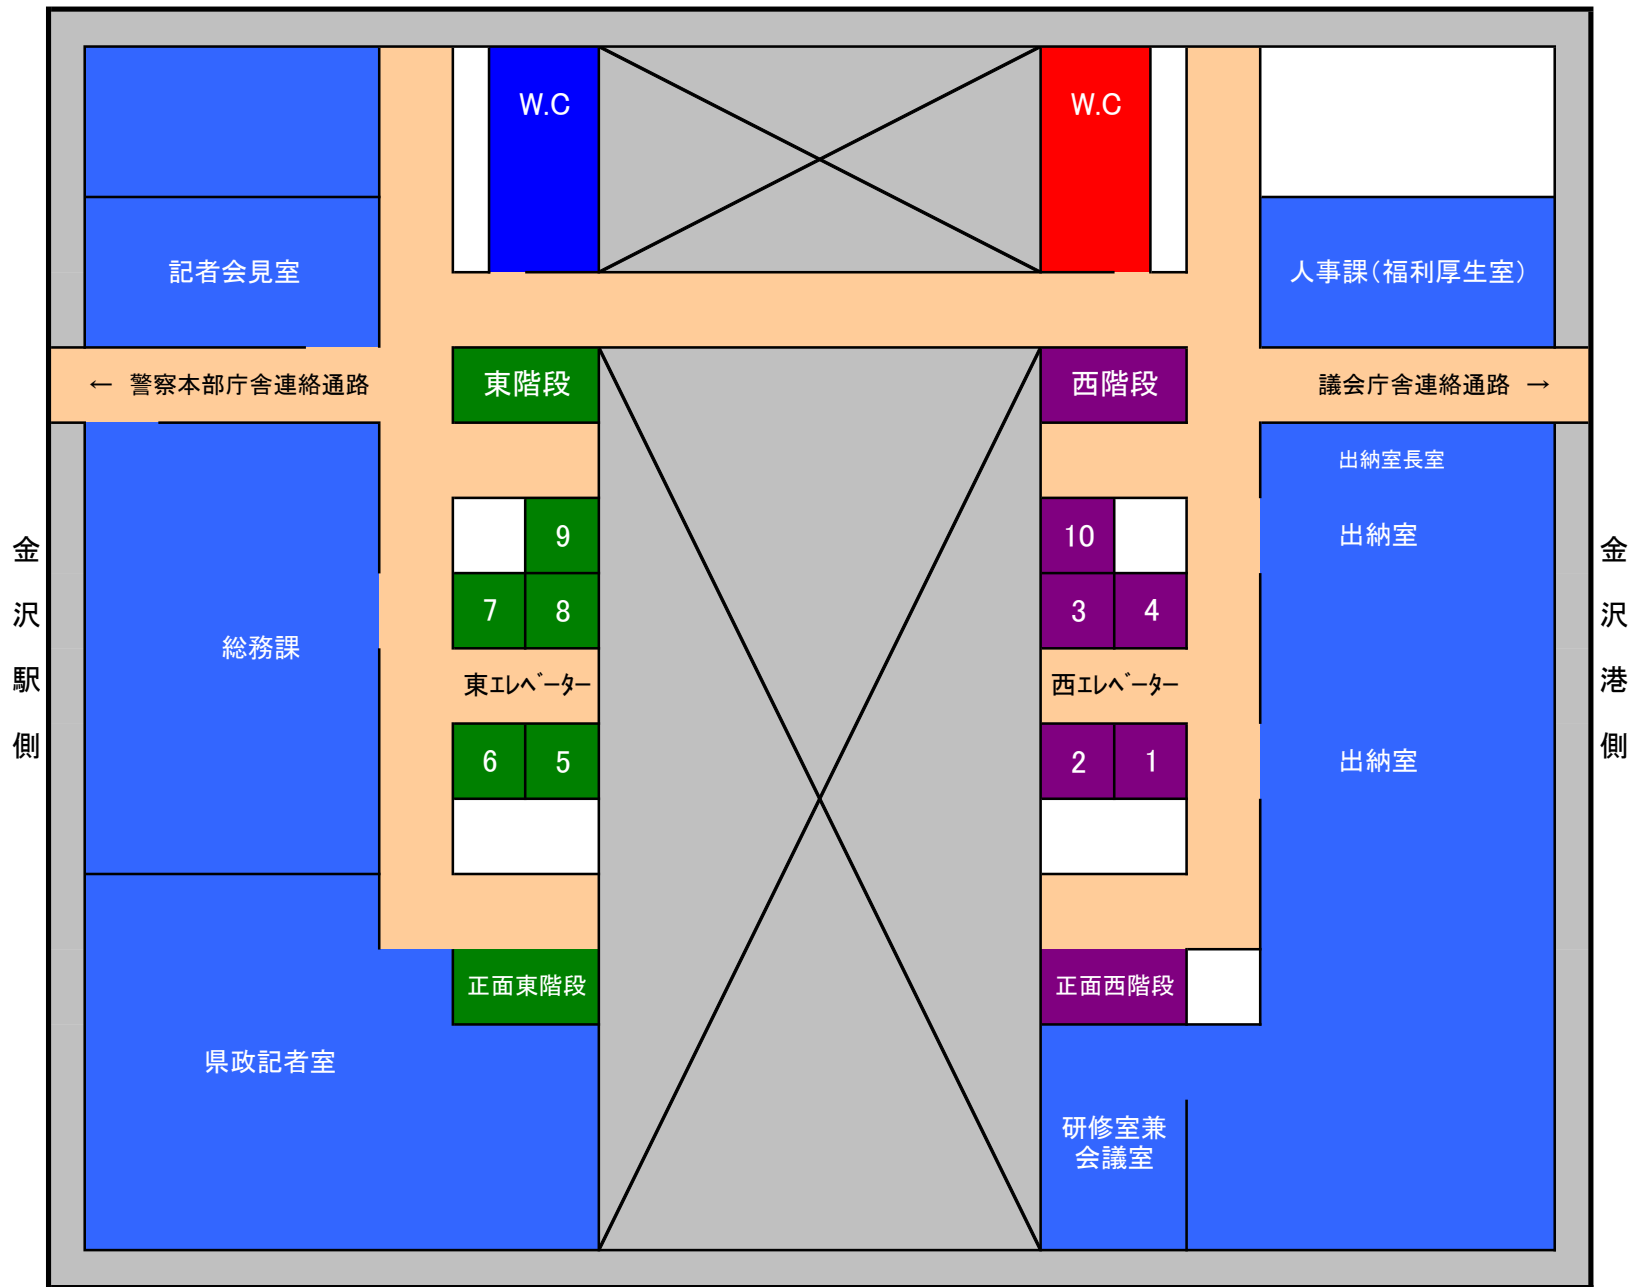 W.C
W.C
記者会見室
人事課(福利厚生室)
← 警察本部庁舎連絡通路
東階段
西階段
議会庁舎連絡通路 →
出納室長室
9
10
出納室
金沢駅側
金沢港側
7
8
3
4
総務課
東エレベーター
西エレベーター
6
5
2
1
出納室
正面東階段
正面西階段
県政記者室
研修室兼
会議室